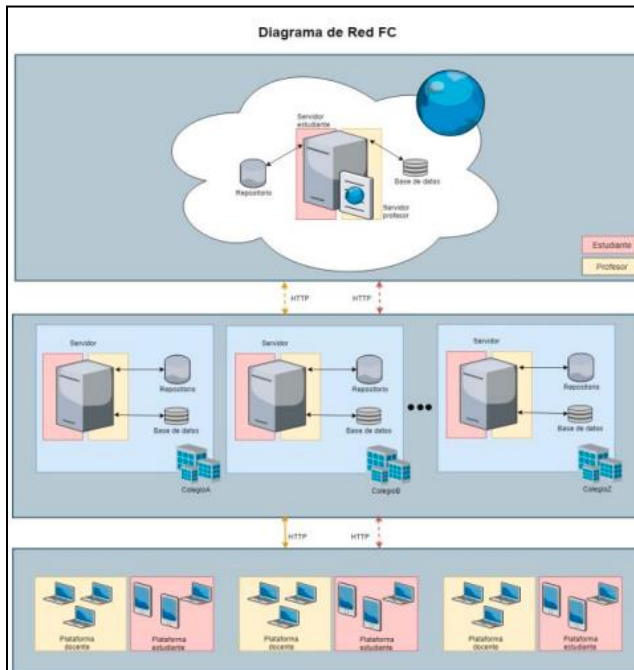 Diagrama de Red FC
Servidor
estudiante
Repositorio
Base de datos
Servidor
profesor
Estudiante
Profesor
HTTP
HTTP
Servidor
Repositorio
Base de datos
ColegioA
Servidor
Repositorio
Base de datos
ColegioB
Servidor
Repositorio
Base de datos
ColegioZ
HTTP
HTTP
Plataforma
docente
Plataforma
estudiante
Plataforma
docente
Plataforma
estudiante
Plataforma
docente
Plataforma
estudiante